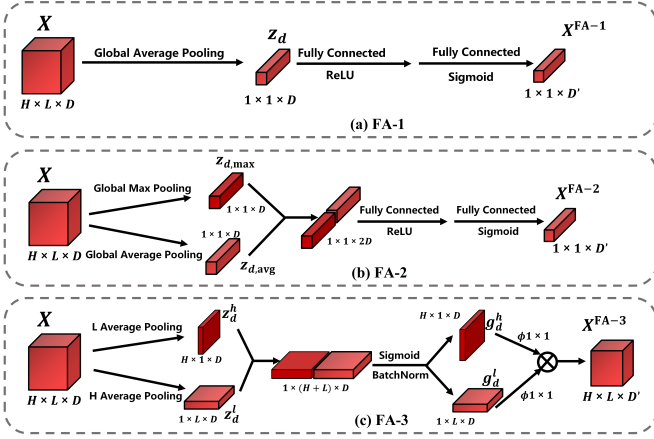 X
Global Average Pooling
z_d
Fully Connected
ReLU
Fully Connected
Sigmoid
X^FA−1
H × L × D
1 × 1 × D
1 × 1 × D′
(a) FA-1
X
Global Max Pooling
Global Average Pooling
z_d,max
1 × 1 × D
1 × 1 × D
z_d,avg
1 × 1 × 2D
Fully Connected
ReLU
Fully Connected
Sigmoid
X^FA−2
H × L × D
1 × 1 × D′
(b) FA-2
X
L Average Pooling
H Average Pooling
z_d^h
H × 1 × D
1 × L × D
z_d^l
1 × (H + L) × D
Sigmoid
BatchNorm
H × 1 × D
g_d^h
g_d^l
1 × L × D
ϕ1 × 1
ϕ1 × 1
X^FA−3
H × L × D
H × L × D′
(c) FA-3